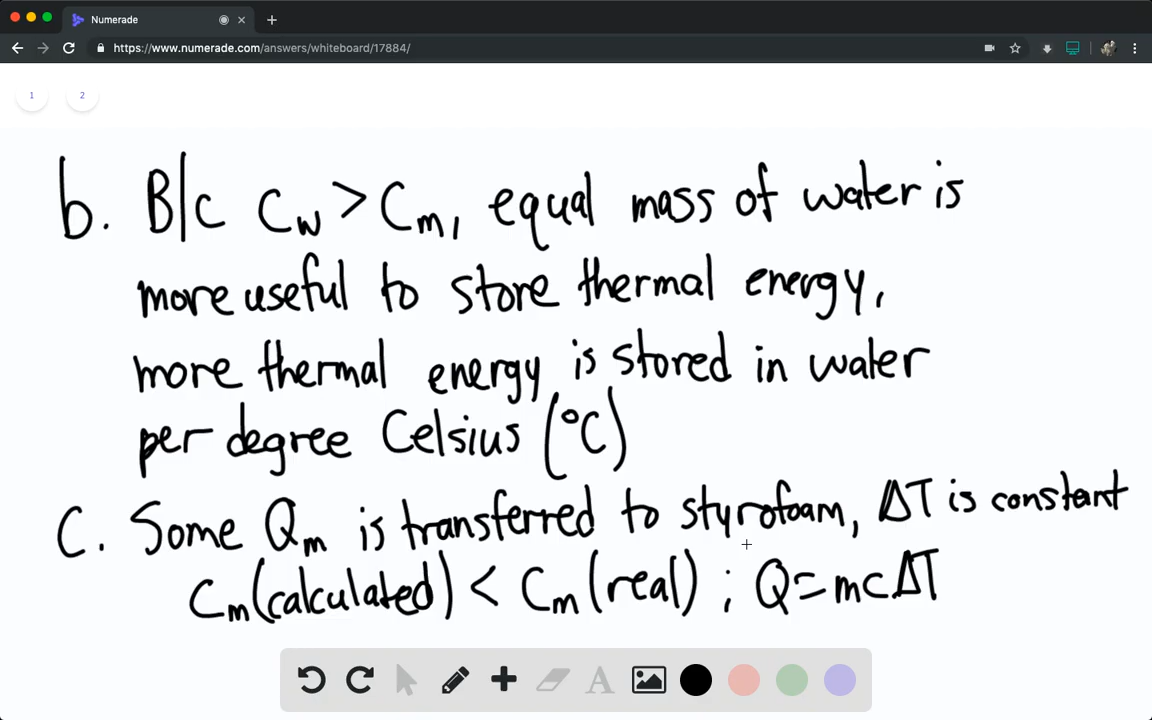 Numerade
https://www.numerade.com/answers/whiteboard/17884/
1 2
b. B/c Cw > Cm, equal mass of water is
more useful to store thermal energy,
more thermal energy is stored in water
per degree Celsius (°C)
C. Some Qm is transferred to styrofoam, ΔT is constant
Cm (calculated) < Cm (real) ; Q = mcΔT
A